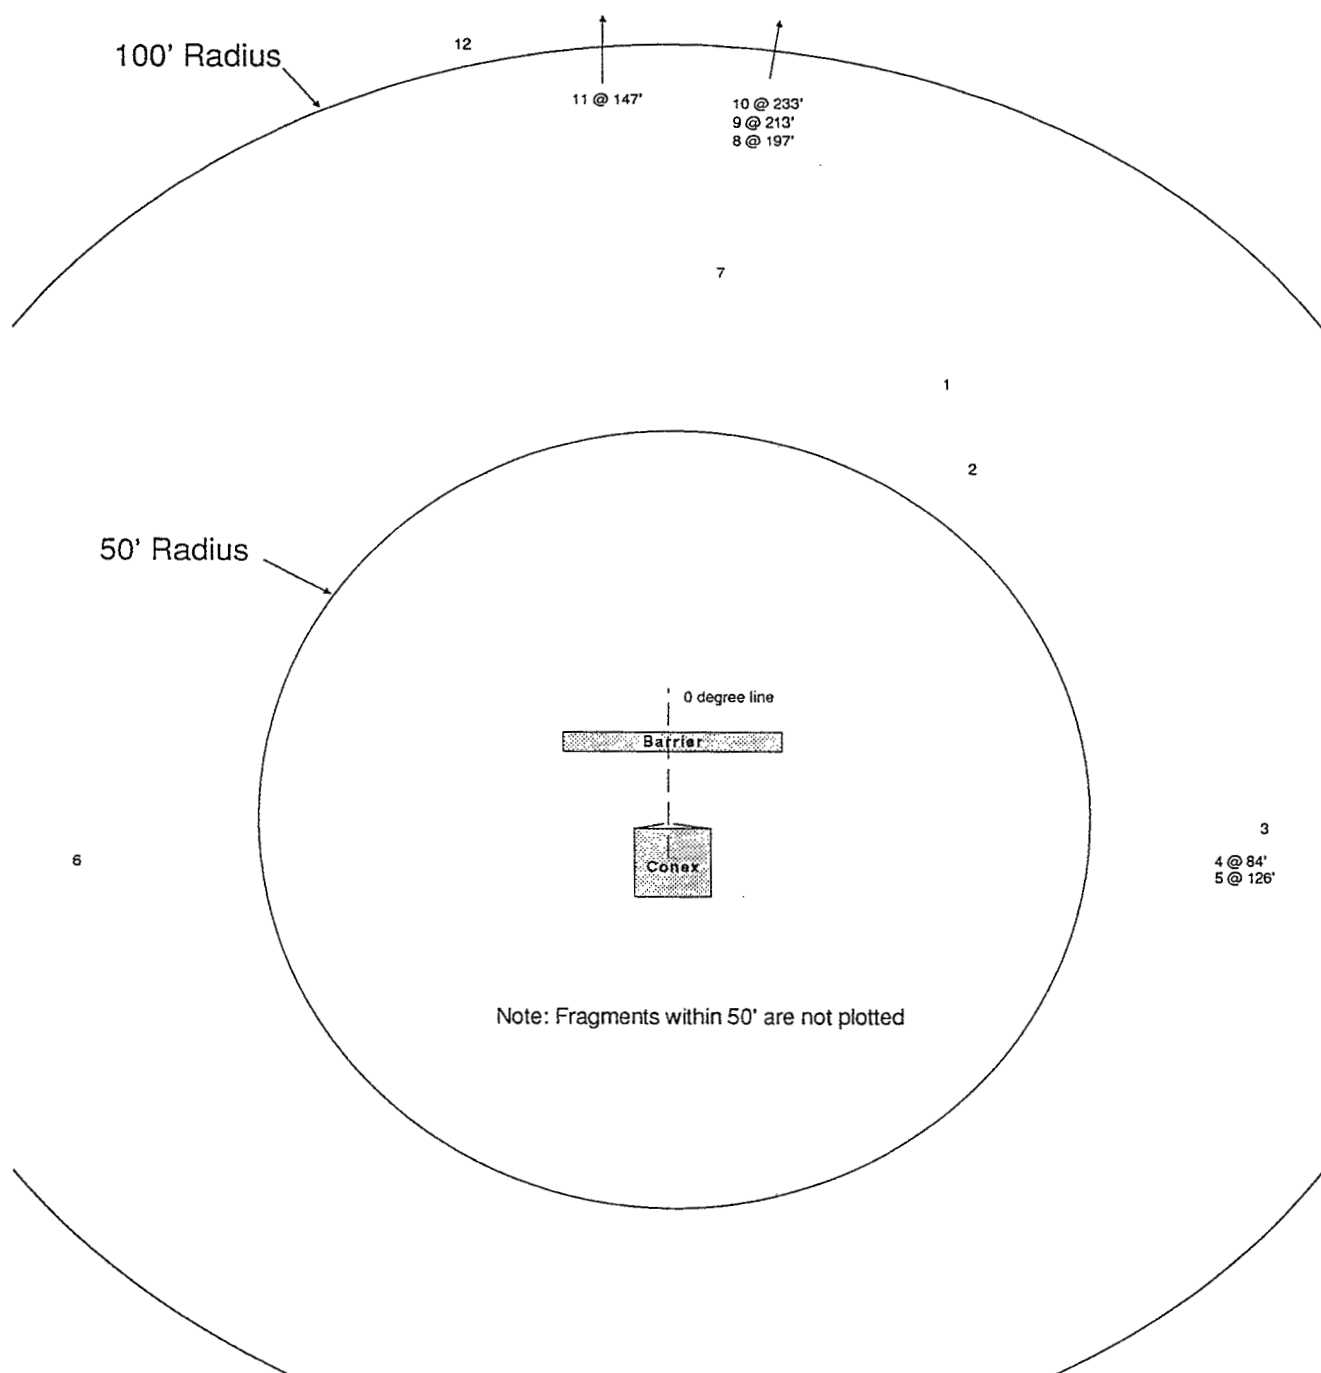 12
100' Radius
11 @ 147'
10 @ 233'
9 @ 213'
8 @ 197'
7
1
2
50' Radius
0 degree line
Barrier
3
6
4 @ 84'
5 @ 126'
Conex
Note: Fragments within 50' are not plotted